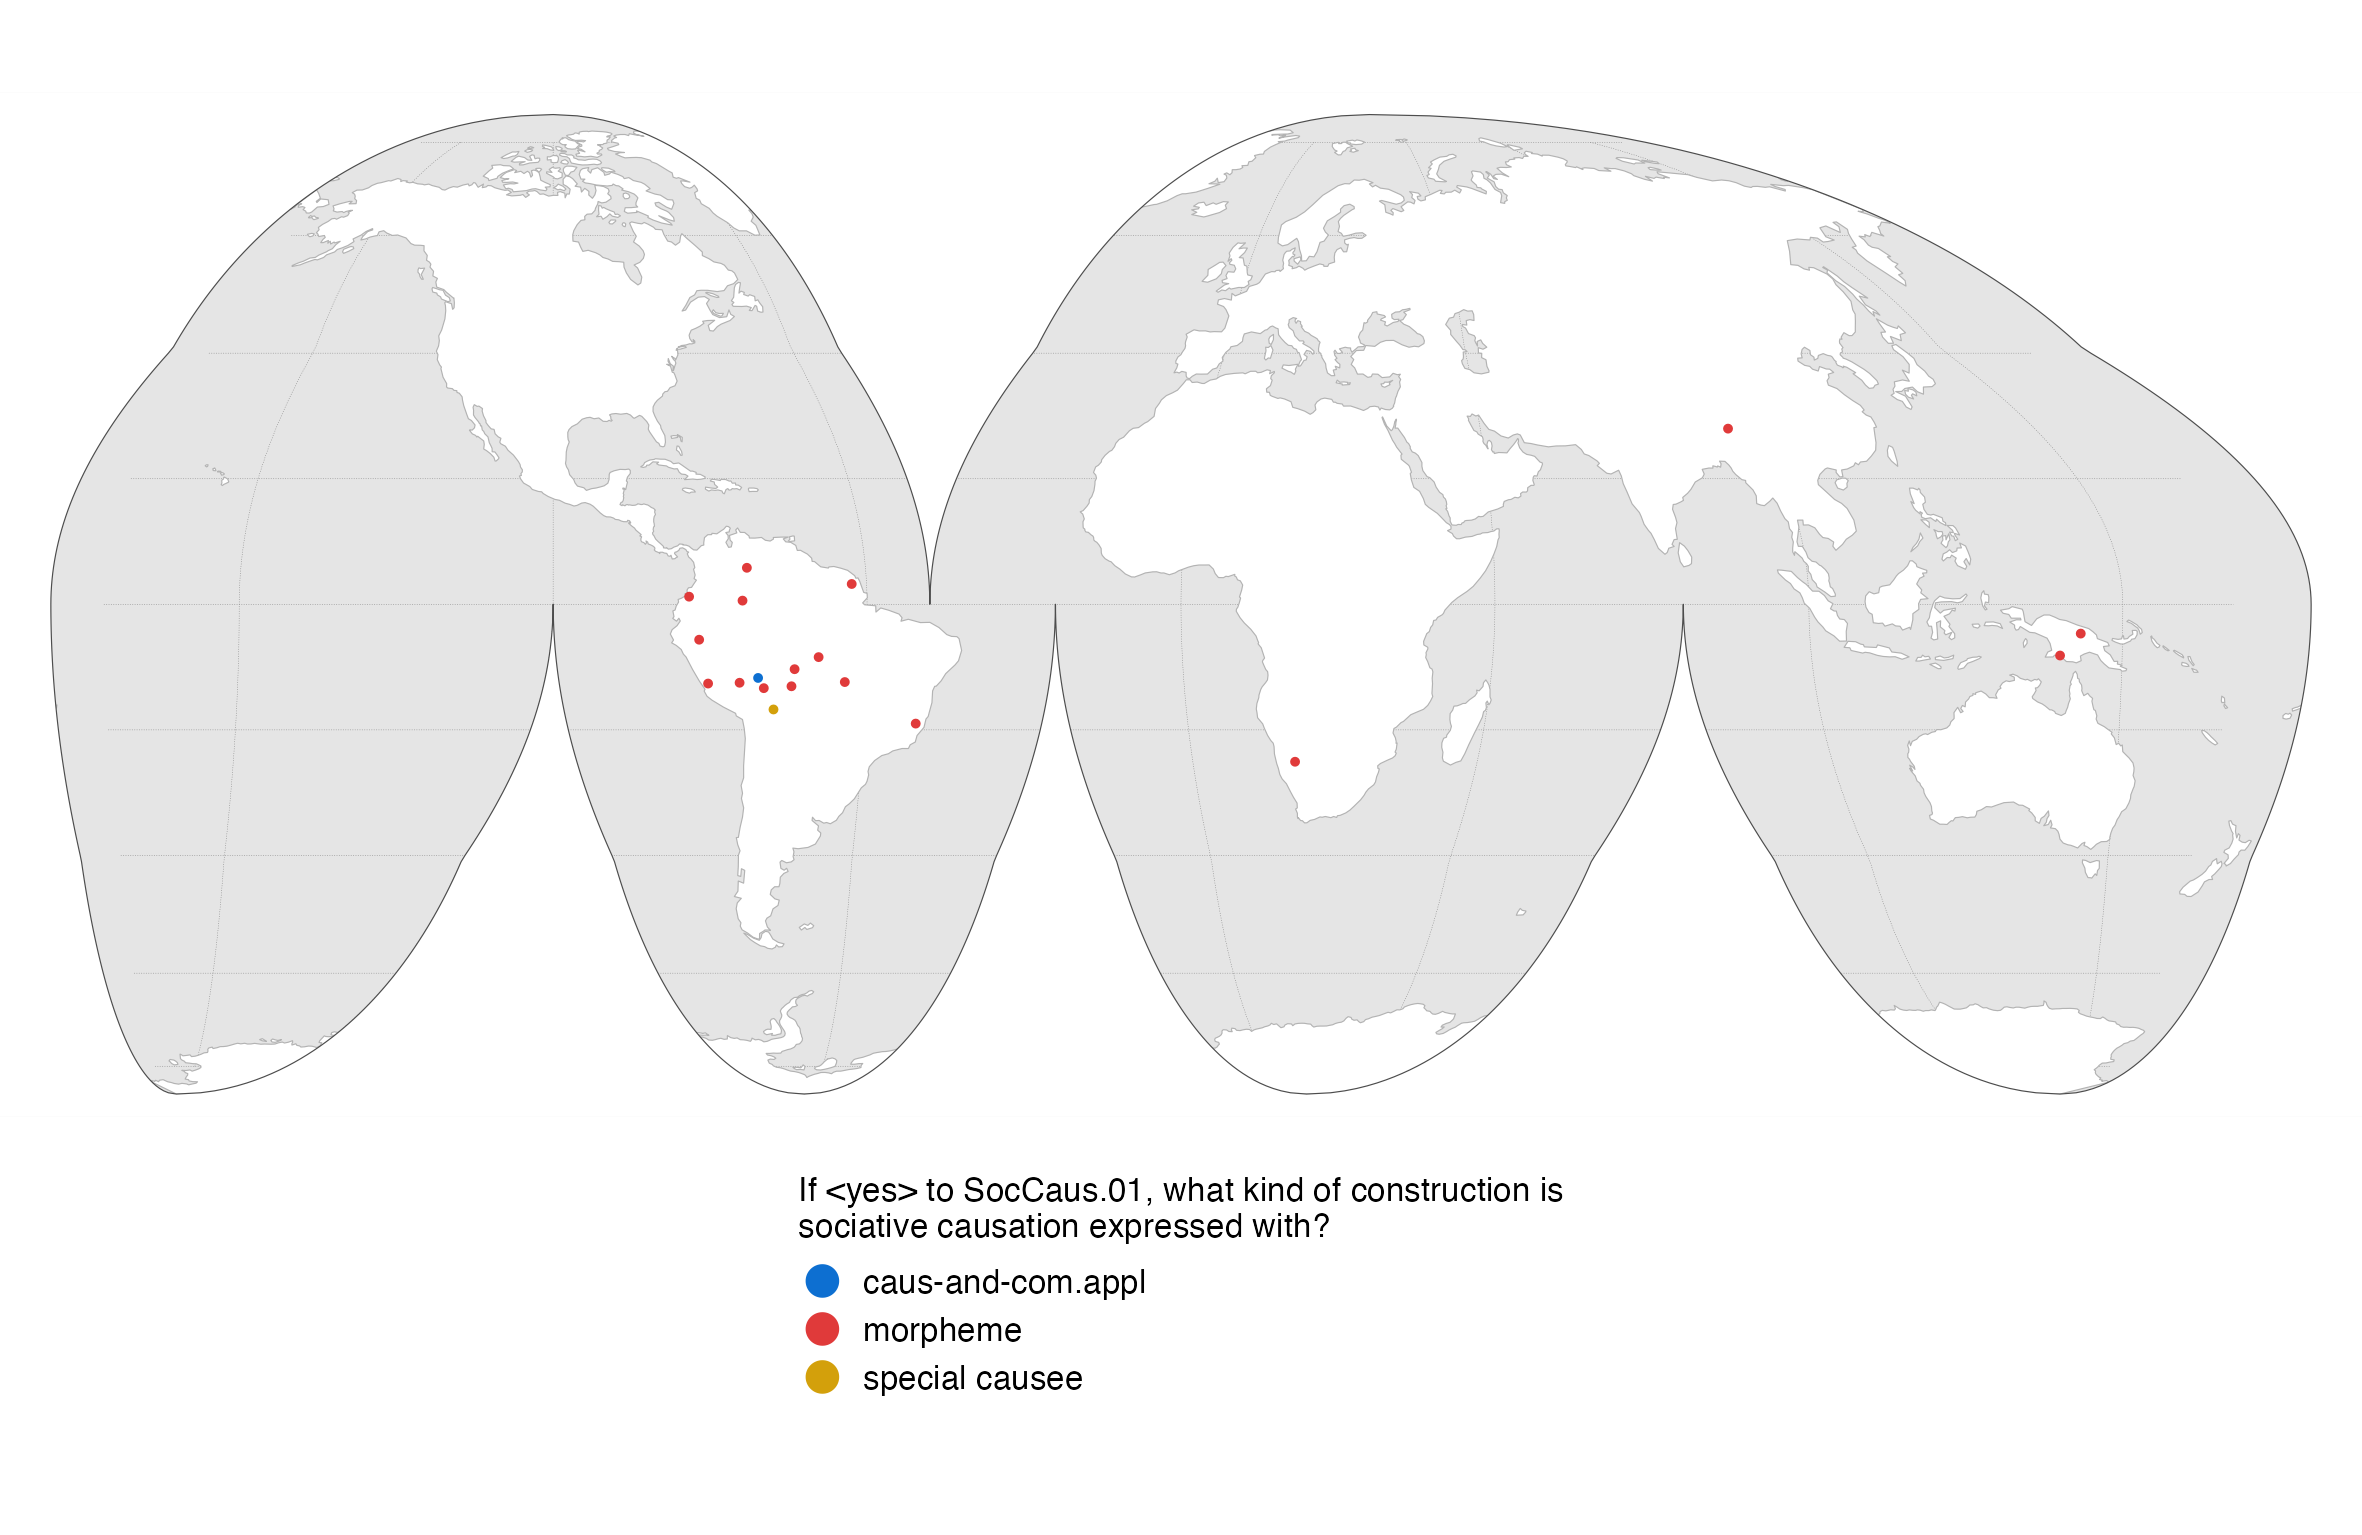 If <yes> to SocCaus.01, what kind of construction is
sociative causation expressed with?
caus-and-com.appl
morpheme
special causee